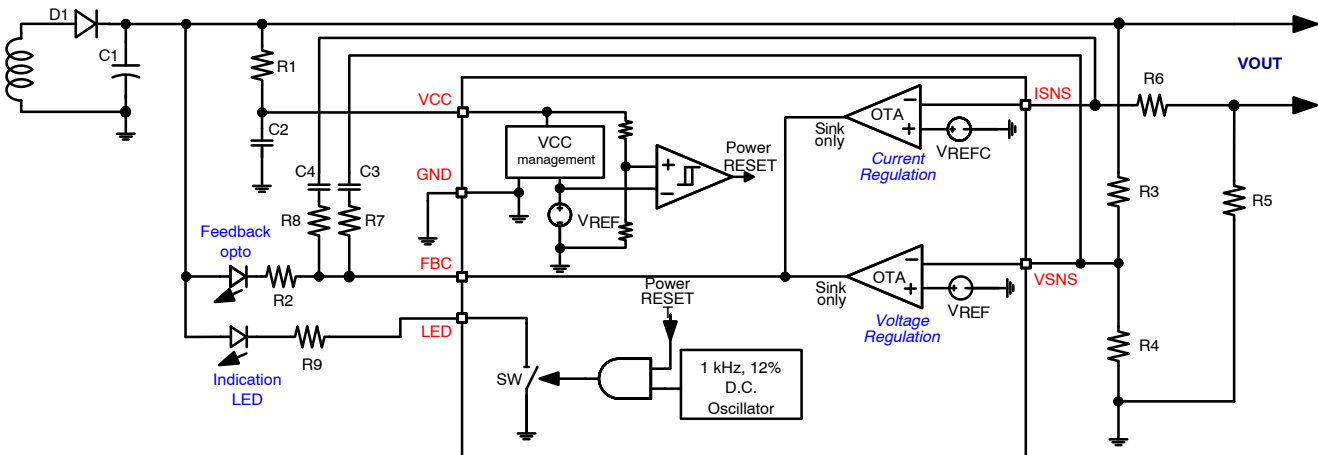 D1
C1
R1
VCC
C2
C4
C3
GND
R8
R7
Feedback
opto
R2
FBC
LED
R9
Indication
LED
VCC
management
VREF
Power
RESET
Sink
only
OTA
Current
Regulation
VREFC
ISNS
R6
VOUT
R3
R5
Sink
only
OTA
Voltage
Regulation
VREF
VSNS
R4
Power
RESET
T
SW
1 kHz, 12%
D.C.
Oscillator